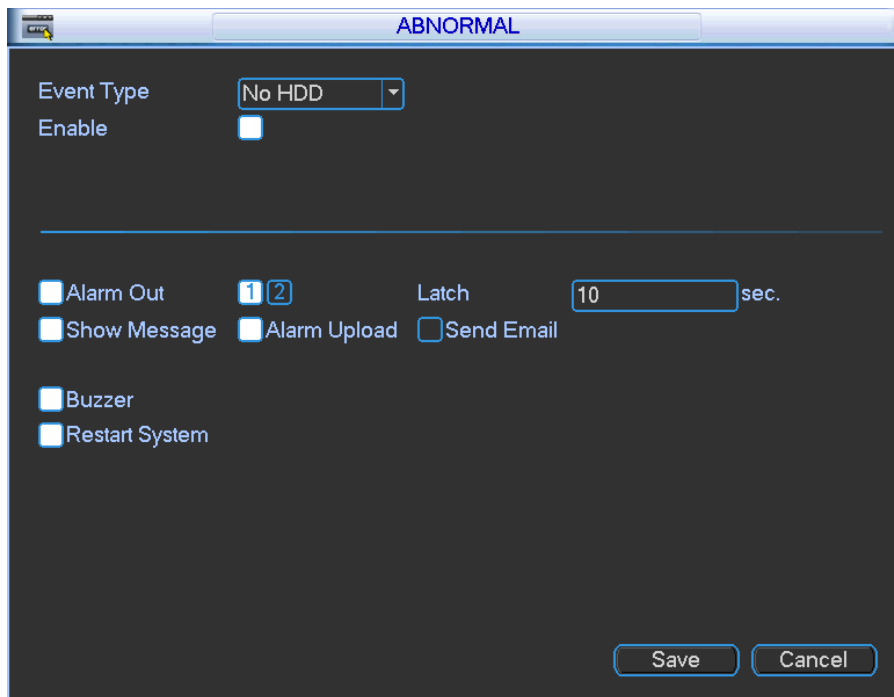 ABNORMAL
Event Type No HDD
Enable
Alarm Out 1 2 Latch 10 sec.
Show Message Alarm Upload Send Email
Buzzer
Restart System
Save Cancel